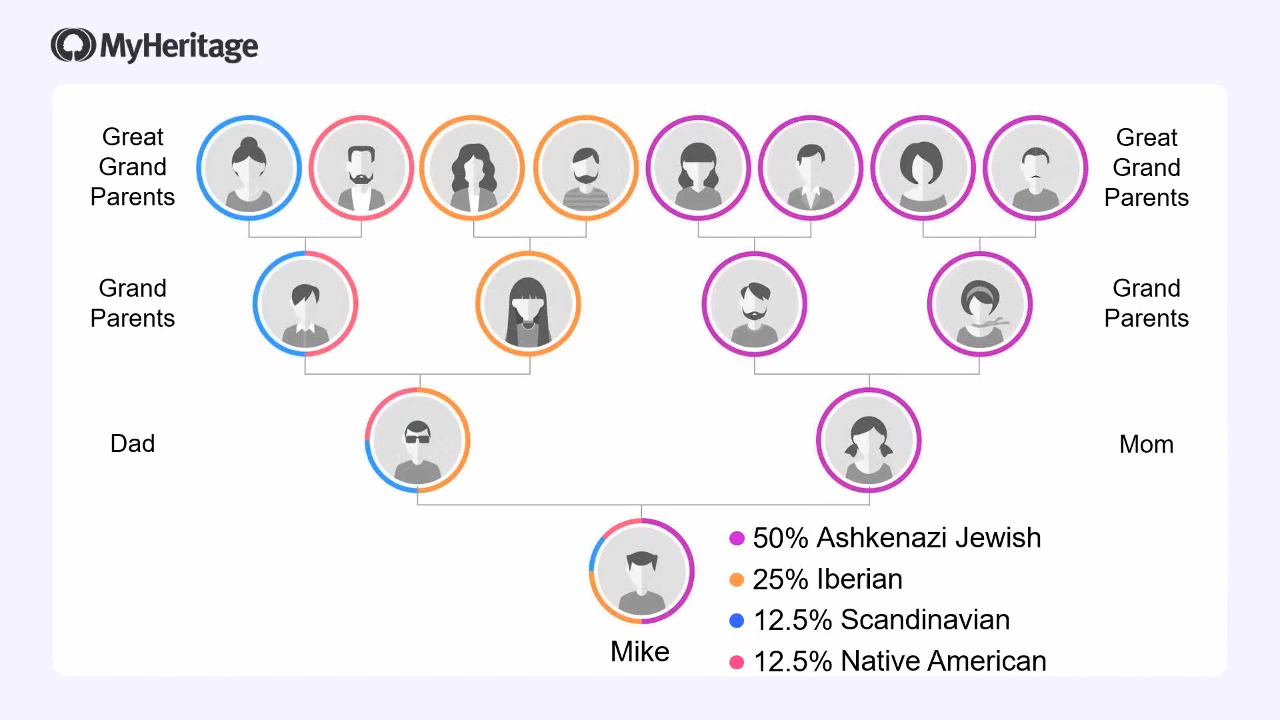 MyHeritage
Great
Grand
Parents
Great
Grand
Parents
Grand
Parents
Grand
Parents
Dad
Mom
50% Ashkenazi Jewish
25% Iberian
12.5% Scandinavian
Mike
12.5% Native American